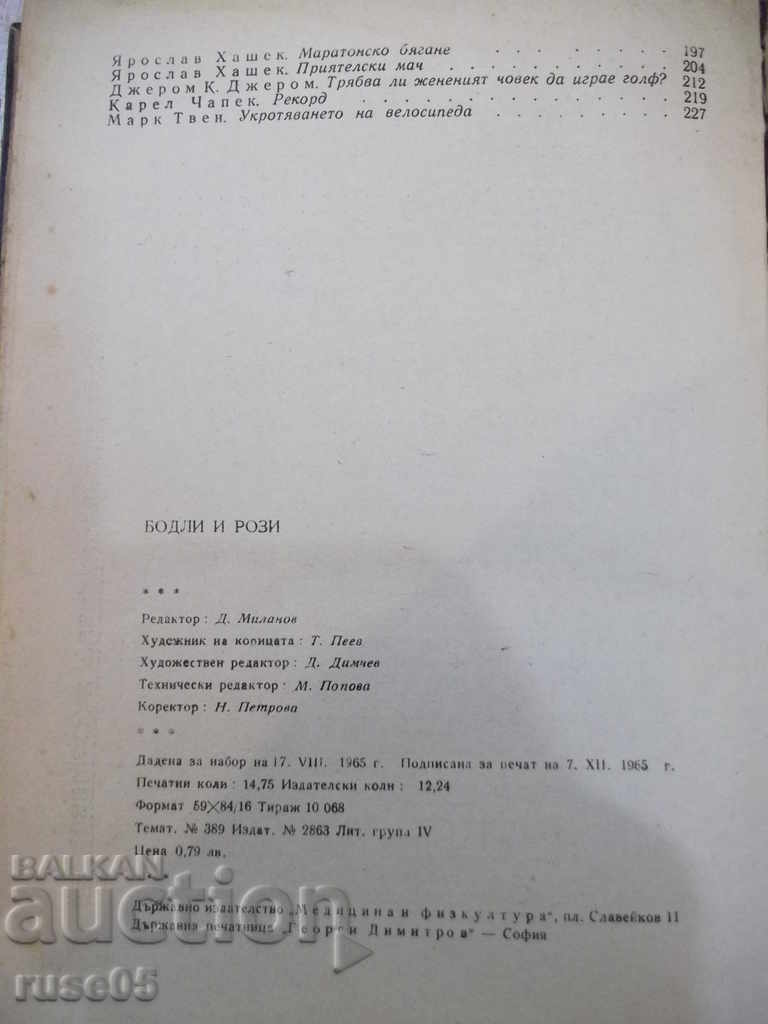 Ярослав Хашек. Маратонско бягане . . . . . . . . 197
Ярослав Хашек. Приятелски мач . . . . . . . . . . 204
Джером К. Джером. Трябва ли жененият човек да играе голф? 212
Карел Чапек. Рекорд . . . . . . . . . . . . . . 219
Марк Твен. Укротяването на велосипеда . . . . . . . . . 227
БОДЛИ И РОЗИ
* * *
Редактор: Д. Миланов
Художник на корицата: Т. Пеев
Художествен редактор: Д. Димчев
Технически редактор: М. Попова
Коректор: Н. Петрова
* * *
Дадена за набор на 17. VIII. 1965 г. Подписана за печат на 7. XII. 1965 г.
Печатни коли: 14,75 Издателски коли: 12,24
Формат 59×84/16 Тираж 10 068
Темат. № 389 Издат. № 2863 Лит. група IV
Цена 0,79 лв.
Държавно издателство „Медицина и физкултура“, пл. Славейков 11
Държавна печатница „Георги Димитров“ — София
BALKAN
auction
ruse05